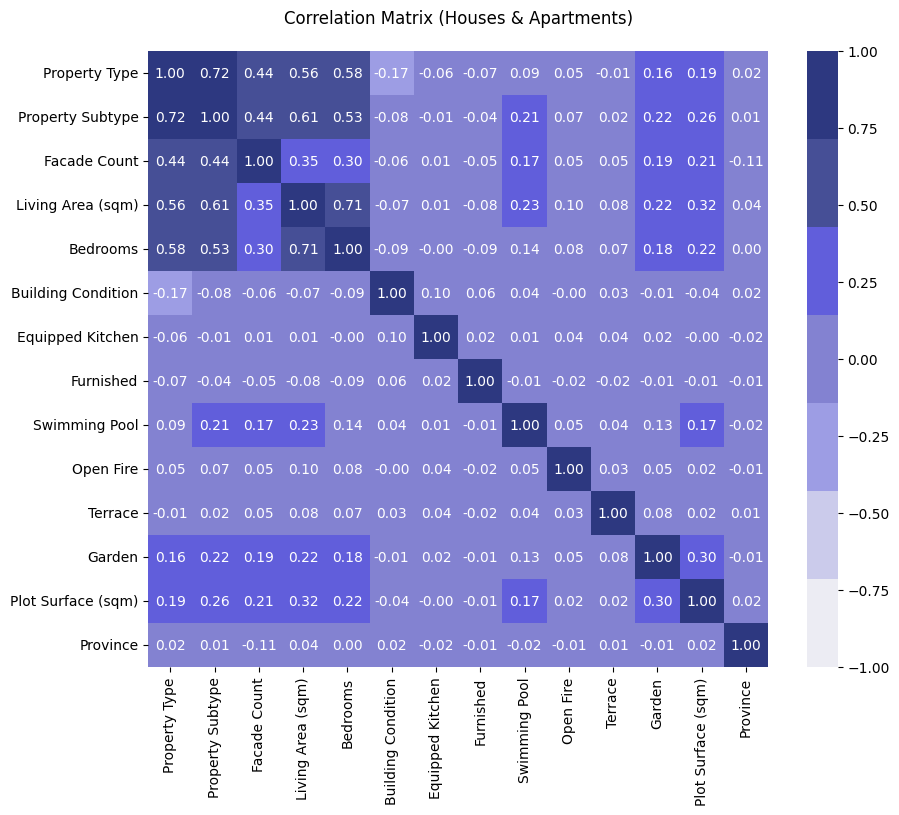 Correlation Matrix (Houses & Apartments)
Property Type 1.00 0.72 0.44 0.56 0.58 -0.17 -0.06 -0.07 0.09 0.05 -0.01 0.16 0.19 0.02
Property Subtype 0.72 1.00 0.44 0.61 0.53 -0.08 -0.01 -0.04 0.21 0.07 0.02 0.22 0.26 0.01
Facade Count 0.44 0.44 1.00 0.35 0.30 -0.06 0.01 -0.05 0.17 0.05 0.05 0.19 0.21 -0.11
Living Area (sqm) 0.56 0.61 0.35 1.00 0.71 -0.07 0.01 -0.08 0.23 0.10 0.08 0.22 0.32 0.04
Bedrooms 0.58 0.53 0.30 0.71 1.00 -0.09 -0.00 -0.09 0.14 0.08 0.07 0.18 0.22 0.00
Building Condition -0.17 -0.08 -0.06 -0.07 -0.09 1.00 0.10 0.06 0.04 -0.00 0.03 -0.01 -0.04 0.02
Equipped Kitchen -0.06 -0.01 0.01 0.01 -0.00 0.10 1.00 0.02 0.01 0.04 0.04 0.02 -0.00 -0.02
Furnished -0.07 -0.04 -0.05 -0.08 -0.09 0.06 0.02 1.00 -0.01 -0.02 -0.02 -0.01 -0.01 -0.01
Swimming Pool 0.09 0.21 0.17 0.23 0.14 0.04 0.01 -0.01 1.00 0.05 0.04 0.13 0.17 -0.02
Open Fire 0.05 0.07 0.05 0.10 0.08 -0.00 0.04 -0.02 0.05 1.00 0.03 0.05 0.02 -0.01
Terrace -0.01 0.02 0.05 0.08 0.07 0.03 0.04 -0.02 0.04 0.03 1.00 0.08 0.02 0.01
Garden 0.16 0.22 0.19 0.22 0.18 -0.01 0.02 -0.01 0.13 0.05 0.08 1.00 0.30 -0.01
Plot Surface (sqm) 0.19 0.26 0.21 0.32 0.22 -0.04 -0.00 -0.01 0.17 0.02 0.02 0.30 1.00 0.02
Province 0.02 0.01 -0.11 0.04 0.00 0.02 -0.02 -0.01 -0.02 -0.01 0.01 -0.01 0.02 1.00
Property Type
Property Subtype
Facade Count
Living Area (sqm)
Bedrooms
Building Condition
Equipped Kitchen
Furnished
Swimming Pool
Open Fire
Terrace
Garden
Plot Surface (sqm)
Province
1.00
0.75
0.50
0.25
0.00
−0.25
−0.50
−0.75
−1.00